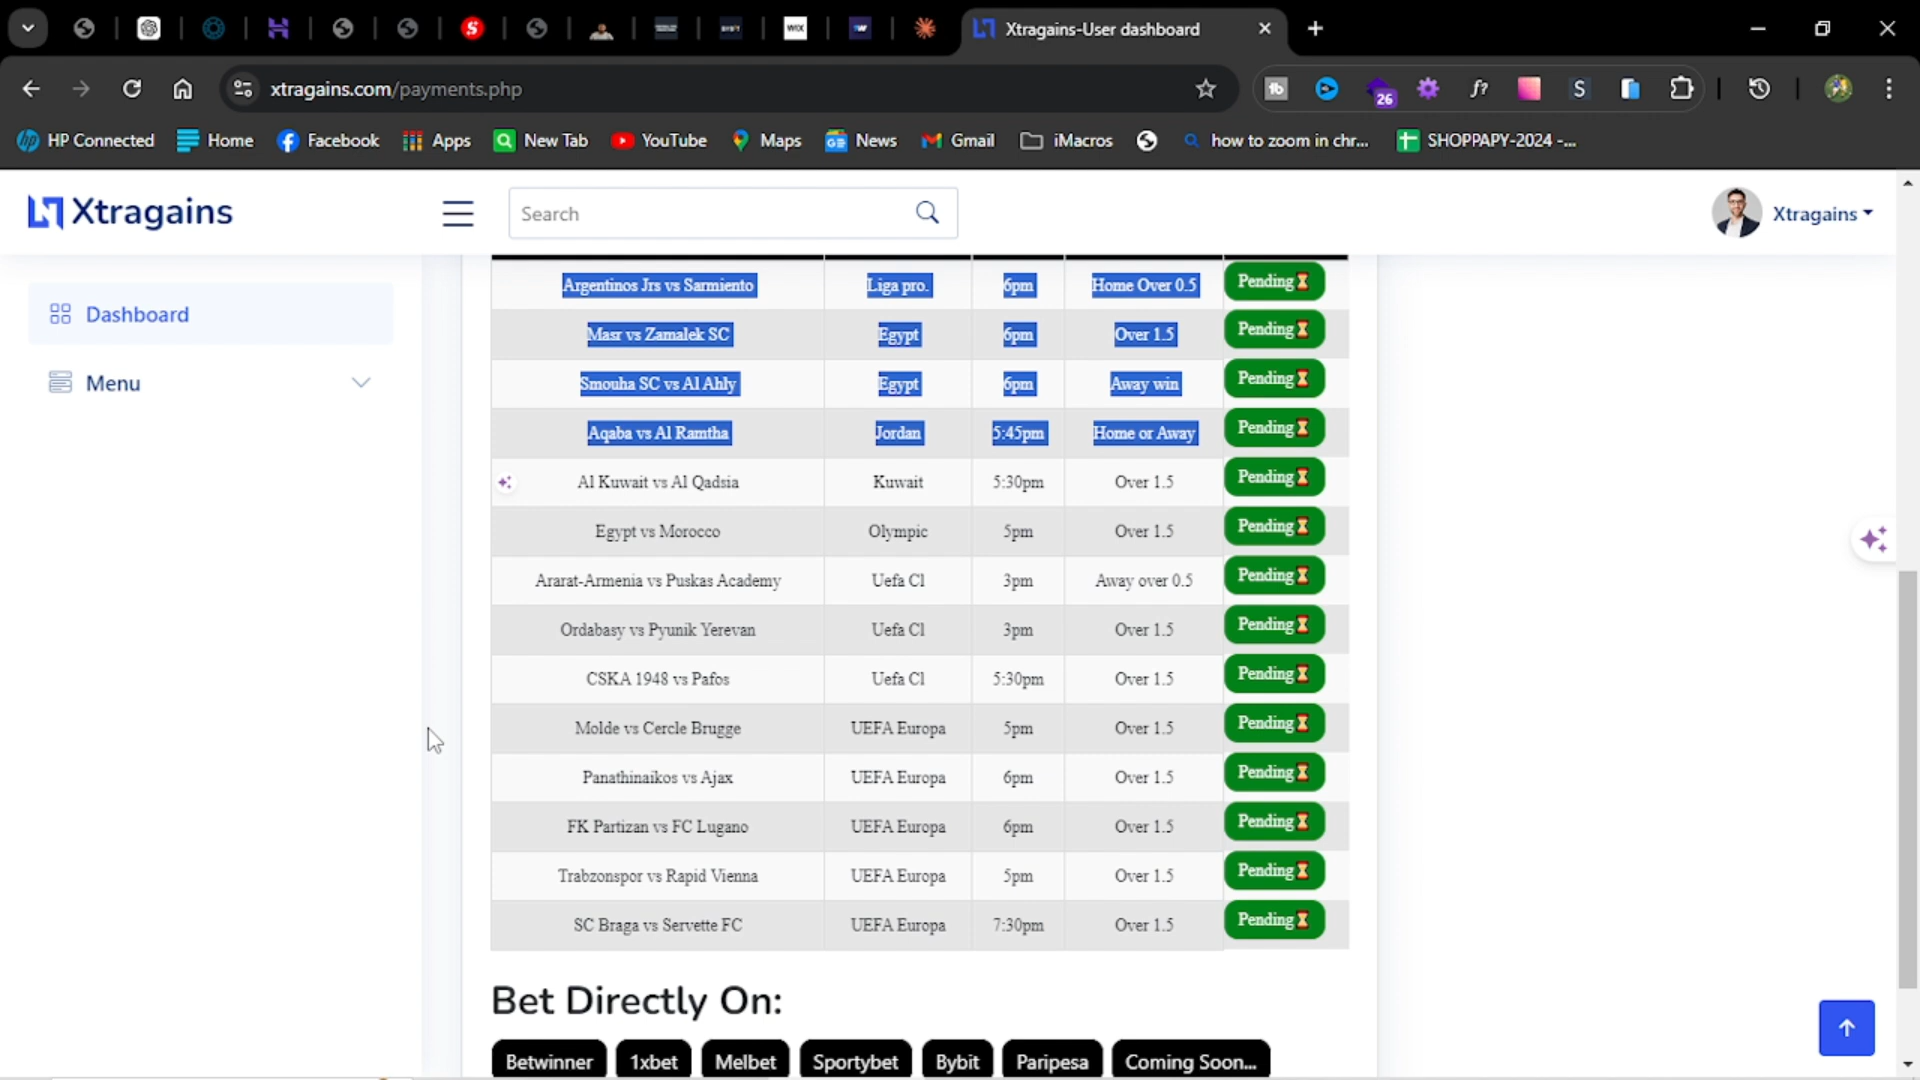 Xtragains-User dashboard
xtragains.com/payments.php
26
f?
S
HP Connected Home Facebook Apps New Tab YouTube Maps News Gmail iMacros how to zoom in chr... SHOPPAPY-2024 -...
Xtragains Search Xtragains
Dashboard
Menu
Argentinos Jrs vs Sarmiento Liga pro. 6pm Home Over 0.5 Pending⌛
Masr vs Zamalek SC Egypt 6pm Over 1.5 Pending⌛
Smouha SC vs Al Ahly Egypt 6pm Away win Pending⌛
Aqaba vs Al Ramtha Jordan 5:45pm Home or Away Pending⌛
Al Kuwait vs Al Qadsia Kuwait 5:30pm Over 1.5 Pending⌛
Egypt vs Morocco Olympic 5pm Over 1.5 Pending⌛
Ararat-Armenia vs Puskas Academy Uefa Cl 3pm Away over 0.5 Pending⌛
Ordabasy vs Pyunik Yerevan Uefa Cl 3pm Over 1.5 Pending⌛
CSKA 1948 vs Pafos Uefa Cl 5:30pm Over 1.5 Pending⌛
Molde vs Cercle Brugge UEFA Europa 5pm Over 1.5 Pending⌛
Panathinaikos vs Ajax UEFA Europa 6pm Over 1.5 Pending⌛
FK Partizan vs FC Lugano UEFA Europa 6pm Over 1.5 Pending⌛
Trabzonspor vs Rapid Vienna UEFA Europa 5pm Over 1.5 Pending⌛
SC Braga vs Servette FC UEFA Europa 7:30pm Over 1.5 Pending⌛
Bet Directly On:
Betwinner 1xbet Melbet Sportybet Bybit Paripesa Coming Soon...